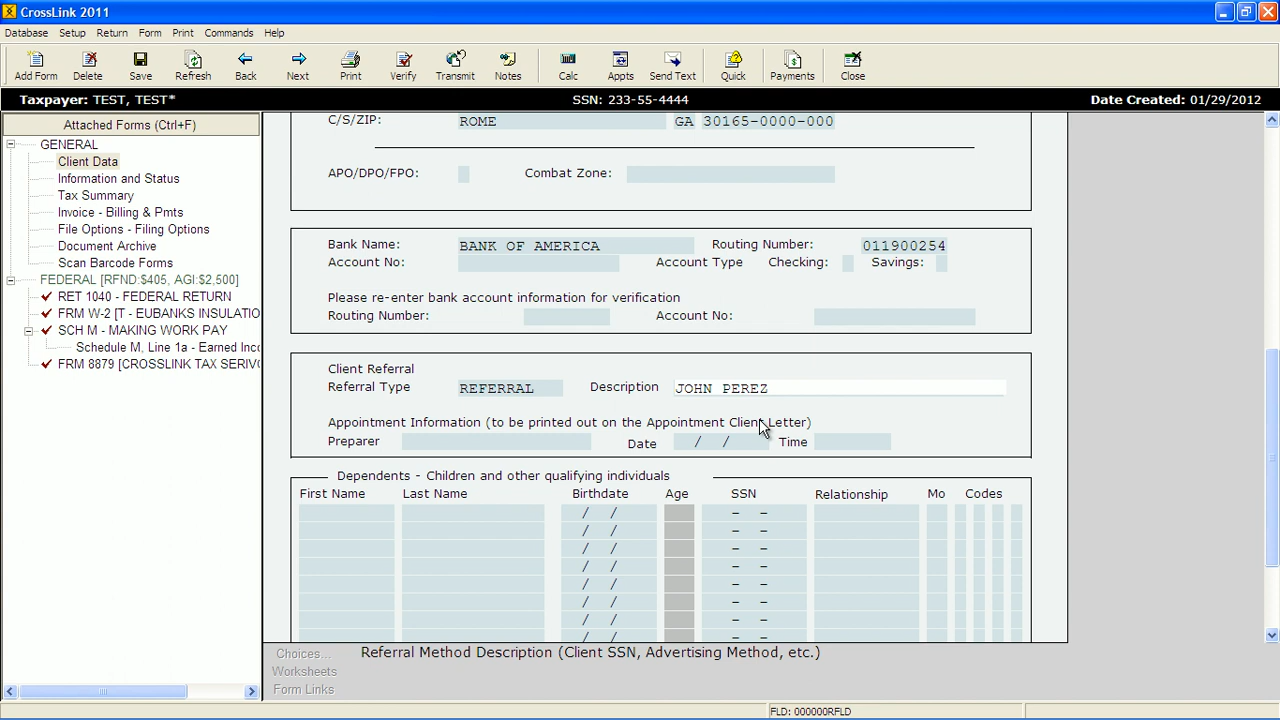 CrossLink 2011
Database Setup Return Form Print Commands Help
Add Form Delete Save Refresh Back Next Print Verify Transmit Notes Calc Appts Send Text Quick Payments Close
Taxpayer: TEST, TEST* SSN: 233-55-4444 Date Created: 01/29/2012
Attached Forms (Ctrl+F)
GENERAL
Client Data
Information and Status
Tax Summary
Invoice - Billing & Pmts
File Options - Filing Options
Document Archive
Scan Barcode Forms
FEDERAL [RFND:$405, AGI:$2,500]
RET 1040 - FEDERAL RETURN
FRM W-2 [T - EUBANKS INSULATIO
SCH M - MAKING WORK PAY
Schedule M, Line 1a - Earned Inco
FRM 8879 [CROSSLINK TAX SERIVC
C/S/ZIP: ROME GA 30165-0000-000
APO/DPO/FPO: Combat Zone:
Bank Name: BANK OF AMERICA Routing Number: 011900254
Account No: Account Type Checking: Savings:
Please re-enter bank account information for verification
Routing Number: Account No:
Client Referral
Referral Type REFERRAL Description JOHN PEREZ
Appointment Information (to be printed out on the Appointment Client Letter)
Preparer Date / / Time
Dependents - Children and other qualifying individuals
First Name Last Name Birthdate Age SSN Relationship Mo Codes
/ / - -
/ / - -
/ / - -
/ / - -
/ / - -
/ / - -
/ / - -
/ / - -
Choices... Referral Method Description (Client SSN, Advertising Method, etc.)
Worksheets
Form Links
FLD: 000000RFLD